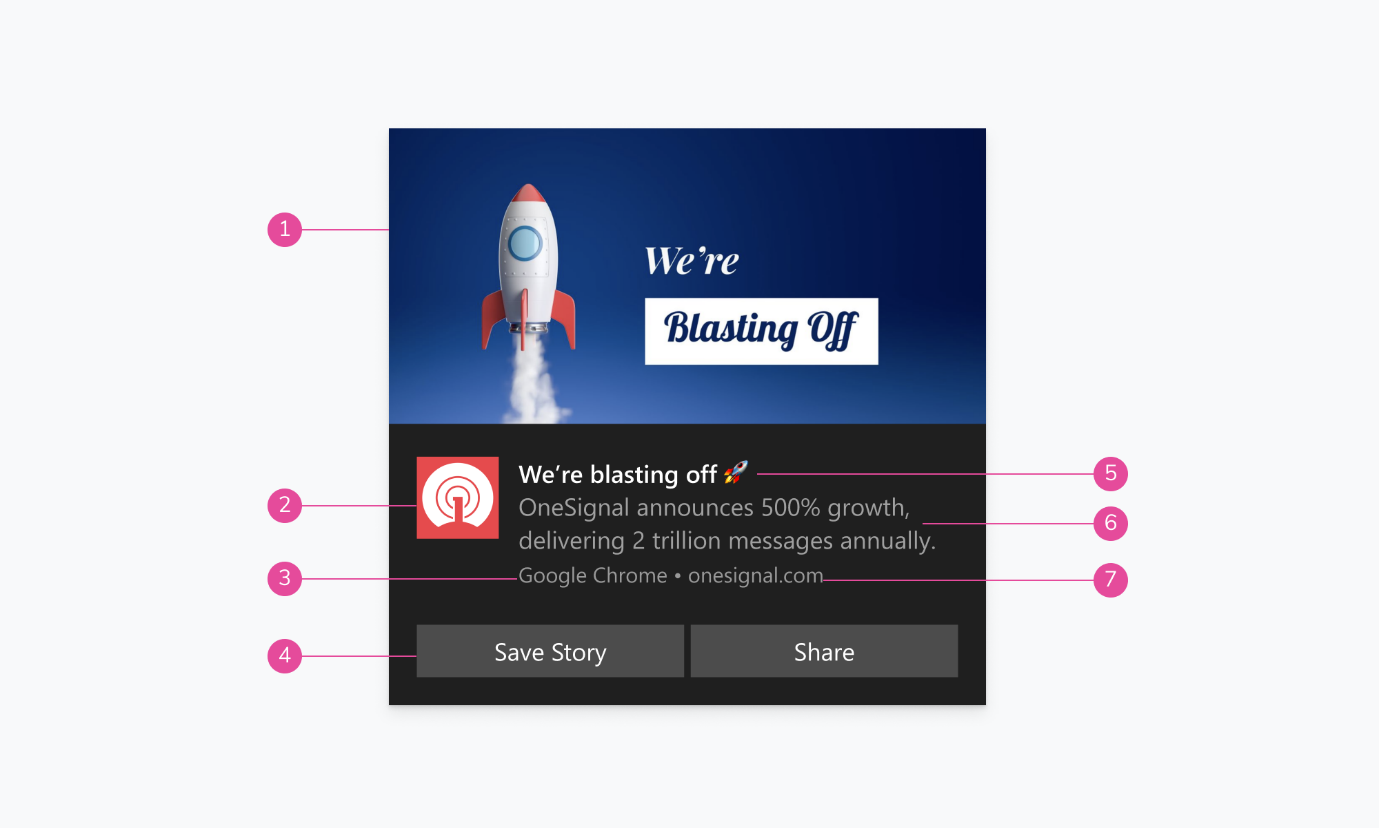 1
We’re
Blasting Off
2
We’re blasting off 🚀
5
OneSignal announces 500% growth,
6
delivering 2 trillion messages annually.
3
Google Chrome • onesignal.com
7
4
Save Story
Share